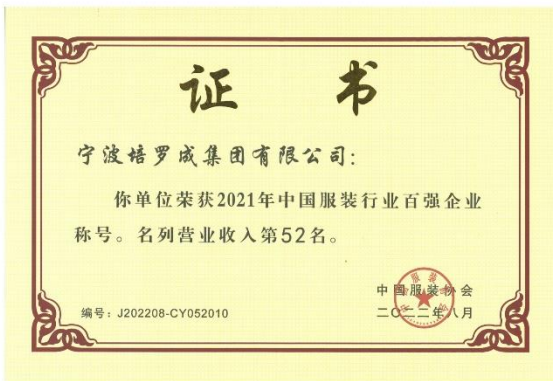 证书
宁波培罗成集团有限公司：
你单位荣获2021年中国服装行业百强企业
称号。名列营业收入第52名。
中国服装协会
编号：J202208-CY052010
二〇二二年八月